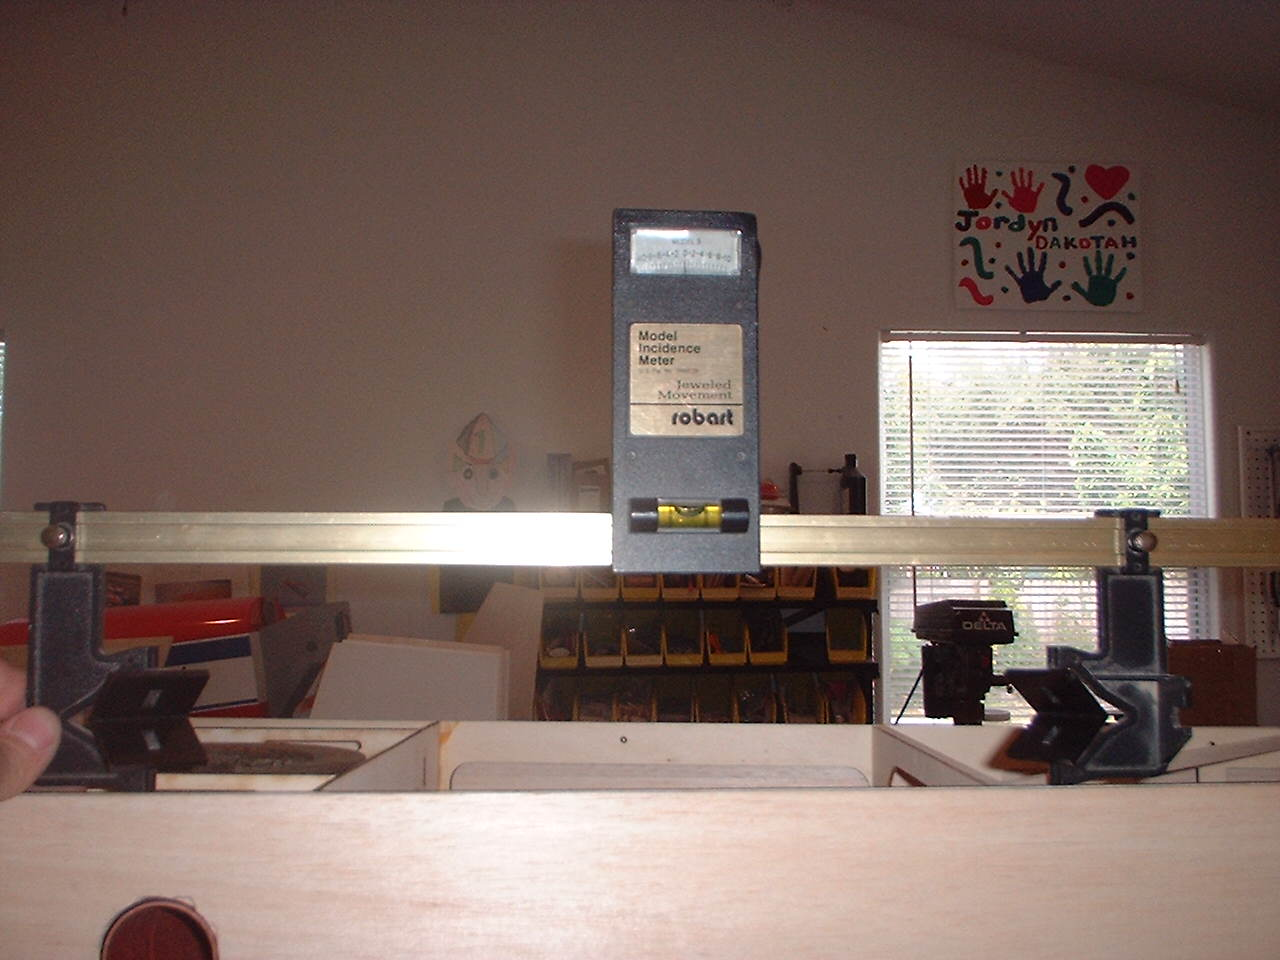 Model
Incidence
Meter
Jeweled
Movement
robart
Jordyn
DAKOTAH
DELTA